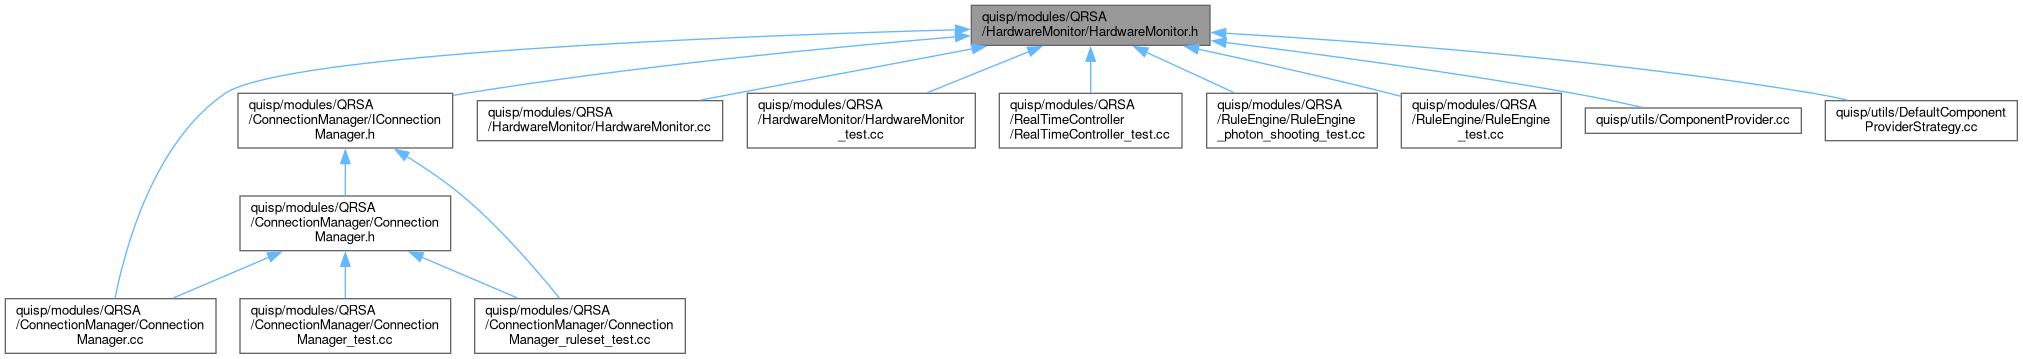 quisp/modules/QRSA
/HardwareMonitor/HardwareMonitor.h
quisp/modules/QRSA
/ConnectionManager/IConnection
Manager.h
quisp/modules/QRSA
/HardwareMonitor/HardwareMonitor.cc
quisp/modules/QRSA
/HardwareMonitor/HardwareMonitor
_test.cc
quisp/modules/QRSA
/RealTimeController
/RealTimeController_test.cc
quisp/modules/QRSA
/RuleEngine/RuleEngine
_photon_shooting_test.cc
quisp/modules/QRSA
/RuleEngine/RuleEngine
_test.cc
quisp/utils/ComponentProvider.cc
quisp/utils/DefaultComponent
ProviderStrategy.cc
quisp/modules/QRSA
/ConnectionManager/Connection
Manager.h
quisp/modules/QRSA
/ConnectionManager/Connection
Manager.cc
quisp/modules/QRSA
/ConnectionManager/Connection
Manager_test.cc
quisp/modules/QRSA
/ConnectionManager/Connection
Manager_ruleset_test.cc